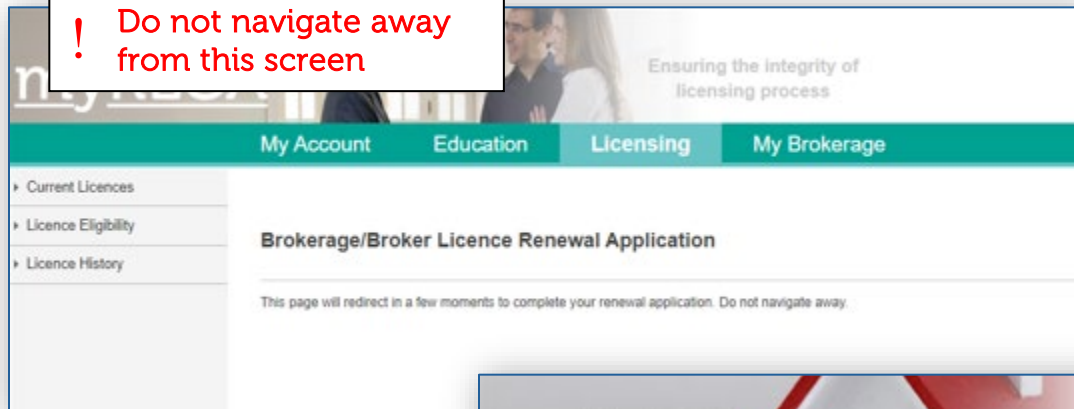 ! Do not navigate away
from this screen
Ensuring the integrity of
licensing process
My Account Education Licensing My Brokerage
Current Licences
Licence Eligibility
Licence History
Brokerage/Broker Licence Renewal Application
This page will redirect in a few moments to complete your renewal application. Do not navigate away.